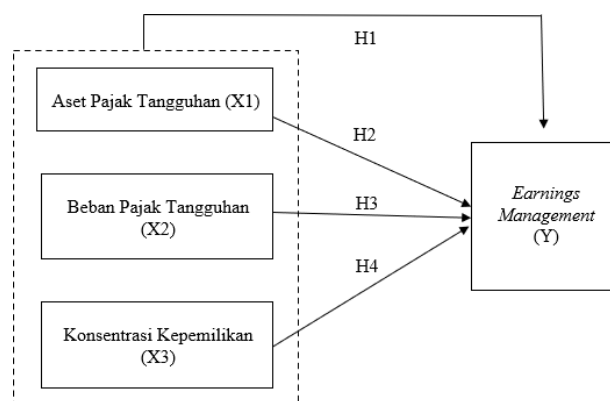 H1
Aset Pajak Tangguhan (X1)
H2
Beban Pajak Tangguhan
(X2)
H3
Earnings
Management
(Y)
H4
Konsentrasi Kepemilikan
(X3)